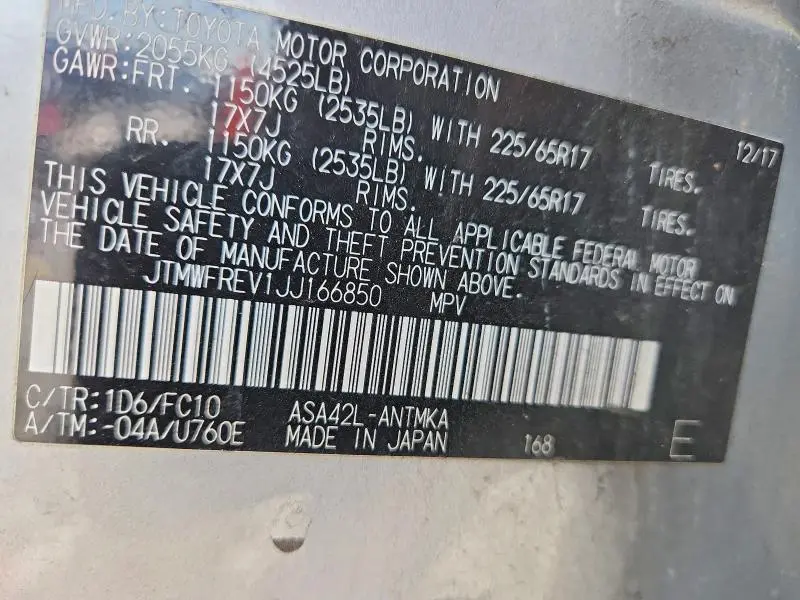 MFD. BY: TOYOTA MOTOR CORPORATION 12/17
GVWR: 2055KG (4525LB)
GAWR: FRT. 1150KG (2535LB) WITH 225/65R17 TIRES.
17X7J RIMS.
RR. 1150KG (2535LB) WITH 225/65R17 TIRES.
17X7J RIMS.
THIS VEHICLE CONFORMS TO ALL APPLICABLE FEDERAL MOTOR
VEHICLE SAFETY AND THEFT PREVENTION STANDARDS IN EFFECT ON
THE DATE OF MANUFACTURE SHOWN ABOVE.
JTMWFREV1JJ166850 MPV
C/TR: 1D6/FC10 ASA42L-ANTMKA
A/TM: -04A/U760E MADE IN JAPAN 168 E